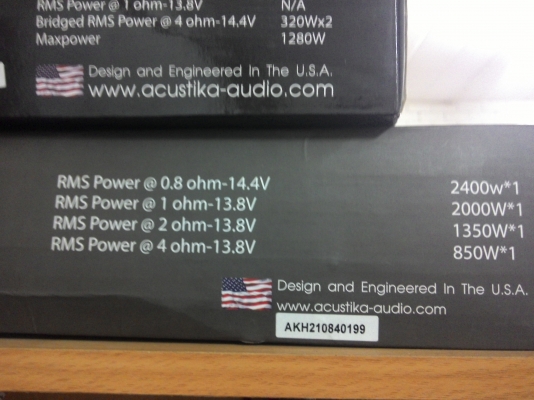 RMS Power @ 1 ohm-13.8V N/A
Bridged RMS Power @ 4 ohm-14.4V 320Wx2
Maxpower 1280W
Design and Engineered In The U.S.A.
www.acustika-audio.com
RMS Power @ 0.8 ohm-14.4V 2400w*1
RMS Power @ 1 ohm-13.8V 2000W*1
RMS Power @ 2 ohm-13.8V 1350W*1
RMS Power @ 4 ohm-13.8V 850W*1
Design and Engineered In The U.S.A.
www.acustika-audio.com
AKH210840199